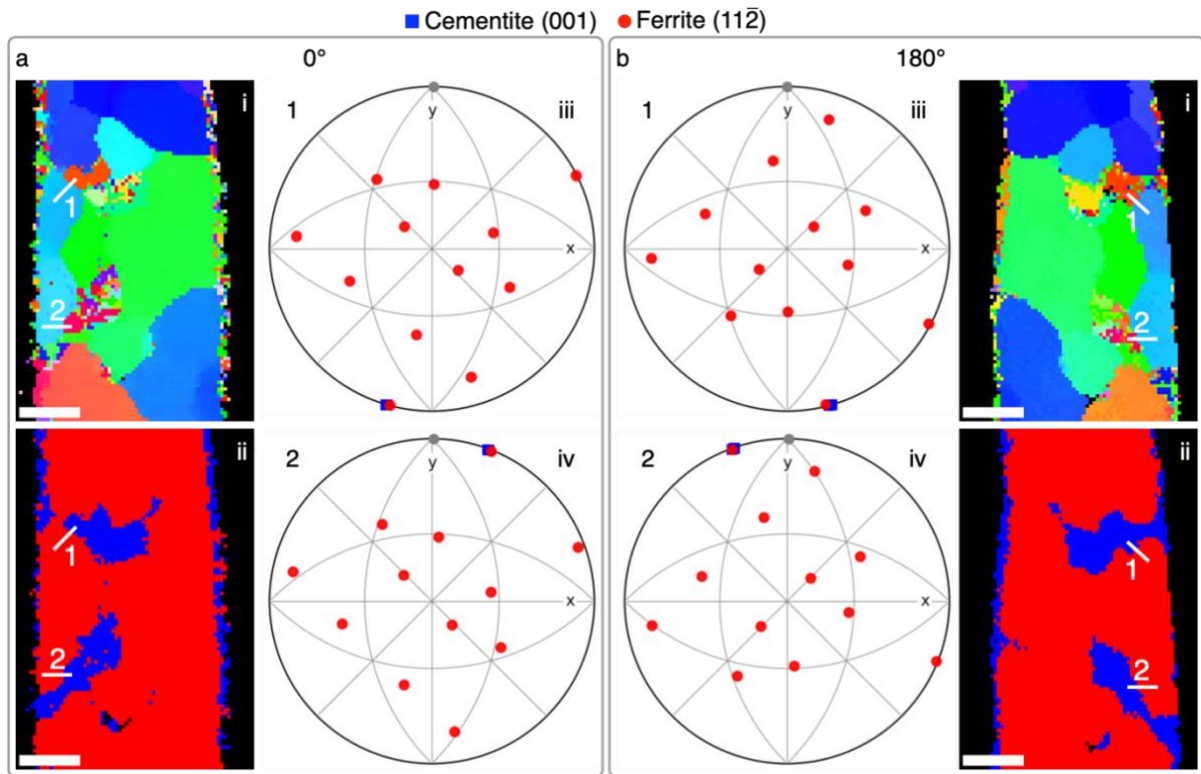 Cementite (001) Ferrite (112̄)
a 0° b 180°
i 1 iii 1 iii i
y y
1 1
x x
2 2
ii 2 iv 2 iv ii
y y
1 1
x x
2 2